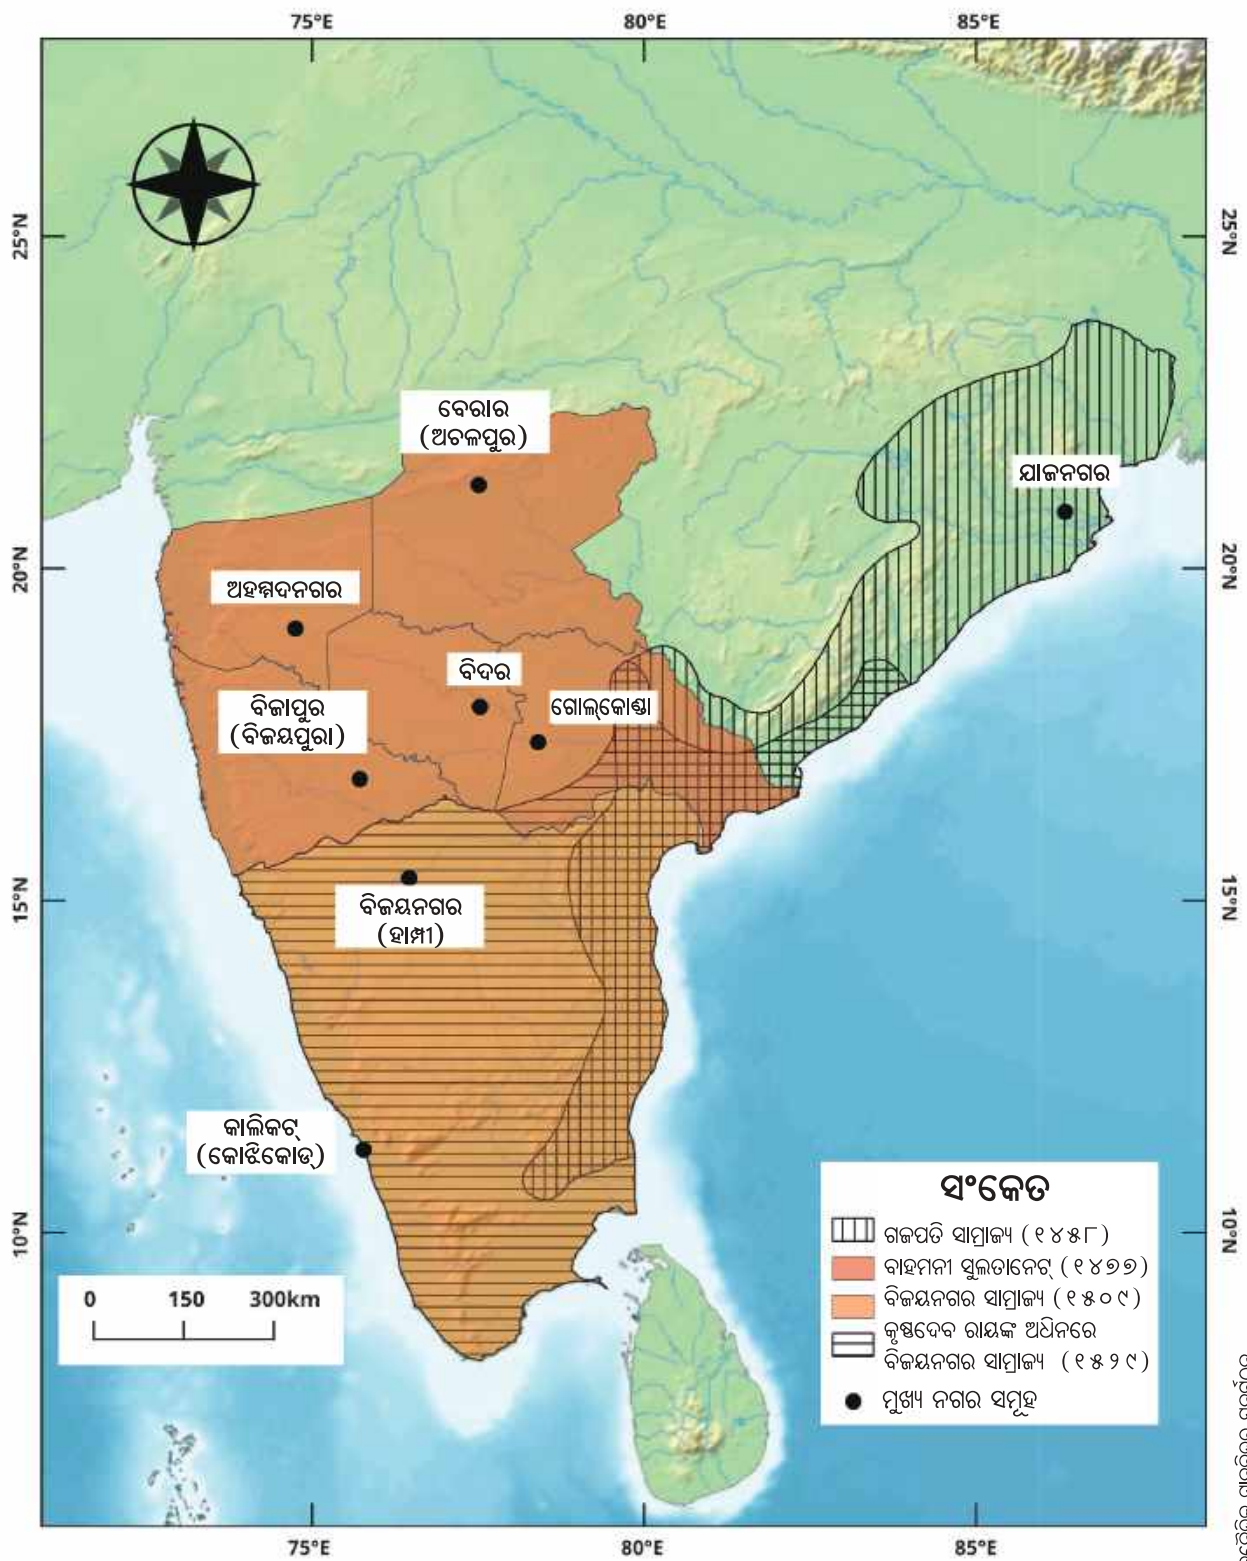 75°E 80°E 85°E
25°N 25°N
ବେରାର
(ଅଚଳପୁର)
ଯାଜନଗର
20°N 20°N
ଅହମ୍ମଦନଗର
ବିଦର
ଗୋଲ୍‌କୋଣ୍ଡା
ବିଜାପୁର
(ବିଜୟପୁରା)
15°N 15°N
ବିଜୟନଗର
(ହାମ୍ପୀ)
କାଲିକଟ୍
(କୋଝିକୋଡ୍)
10°N 10°N
ସଂକେତ
ଗଜପତି ସାମ୍ରାଜ୍ୟ (୧୪୫୮)
ବାହମନୀ ସୁଲତାନେଟ୍ (୧୪୭୭)
ବିଜୟନଗର ସାମ୍ରାଜ୍ୟ (୧୫୦୯)
କୃଷ୍ଣଦେବ ରାୟଙ୍କ ଅଧିନରେ
ବିଜୟନଗର ସାମ୍ରାଜ୍ୟ (୧୫୨୯)
ମୁଖ୍ୟ ନଗର ସମୂହ
0 150 300km
75°E 80°E 85°E